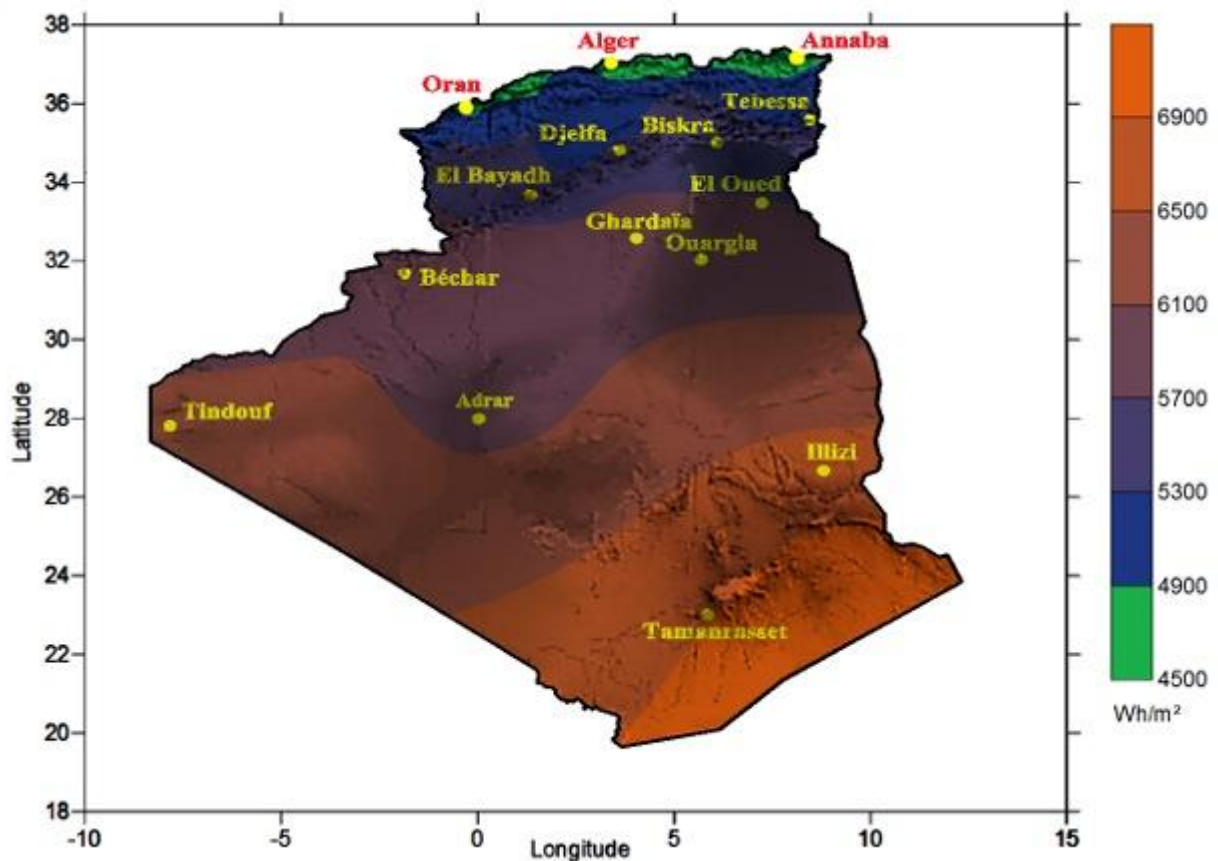 38
36
34
32
30
28
26
24
22
20
18
Latitude
-10
-5
0
5
10
15
Longitude
Oran
Alger
Annaba
Tebessa
Biskra
Djelfa
El Bayadh
El Oued
Ghardaïa
Ouargla
Béchar
Adrar
Tindouf
Illizi
Tamanrasset
6900
6500
6100
5700
5300
4900
4500
Wh/m²